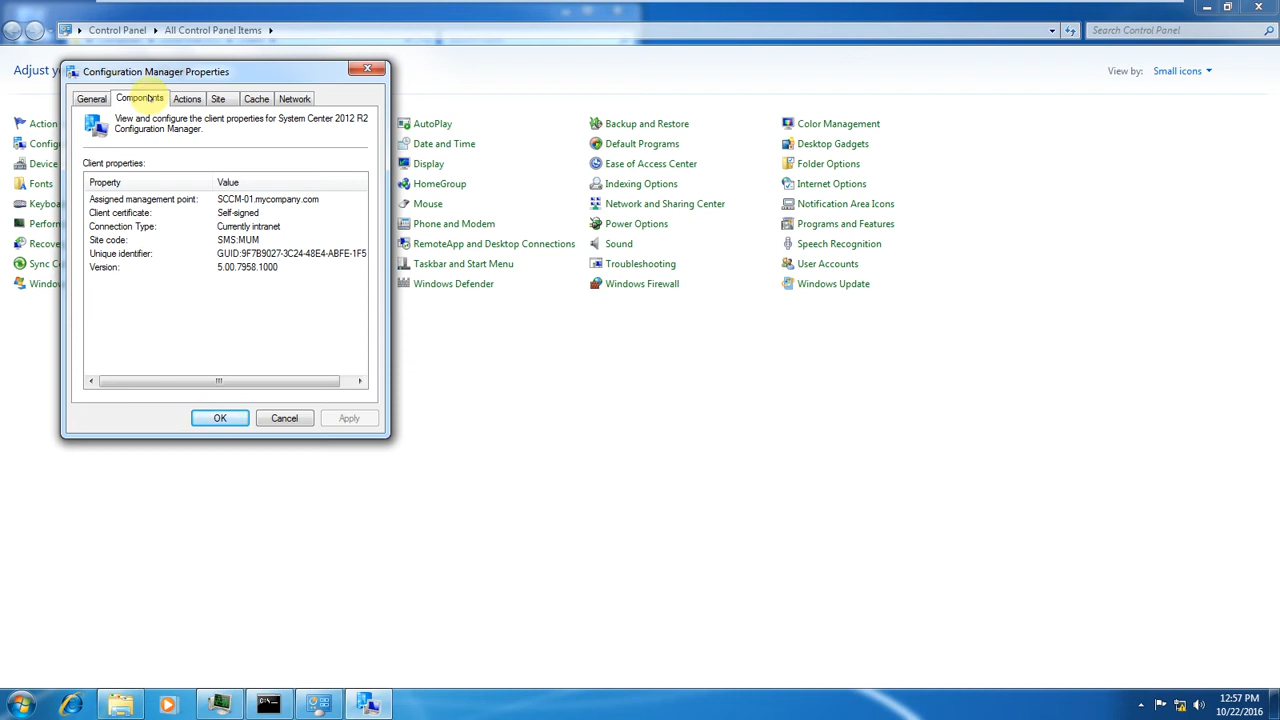 Control Panel
All Control Panel Items
Search Control Panel
Adjust y
View by:
Small icons
Configuration Manager Properties
General
Components
Actions
Site
Cache
Network
View and configure the client properties for System Center 2012 R2
Configuration Manager.
Client properties:
Property Value
Assigned management point: SCCM-01.mycompany.com
Client certificate: Self-signed
Connection Type: Currently intranet
Site code: SMS:MUM
Unique identifier: GUID:9F7B9027-3C24-48E4-ABFE-1F5
Version: 5.00.7958.1000
OK
Cancel
Apply
Action
Config
Device
Fonts
Keyboa
Perform
Recove
Sync C
Window
AutoPlay
Date and Time
Display
HomeGroup
Mouse
Phone and Modem
RemoteApp and Desktop Connections
Taskbar and Start Menu
Windows Defender
Backup and Restore
Default Programs
Ease of Access Center
Indexing Options
Network and Sharing Center
Power Options
Sound
Troubleshooting
Windows Firewall
Color Management
Desktop Gadgets
Folder Options
Internet Options
Notification Area Icons
Programs and Features
Speech Recognition
User Accounts
Windows Update
12:57 PM
10/22/2016